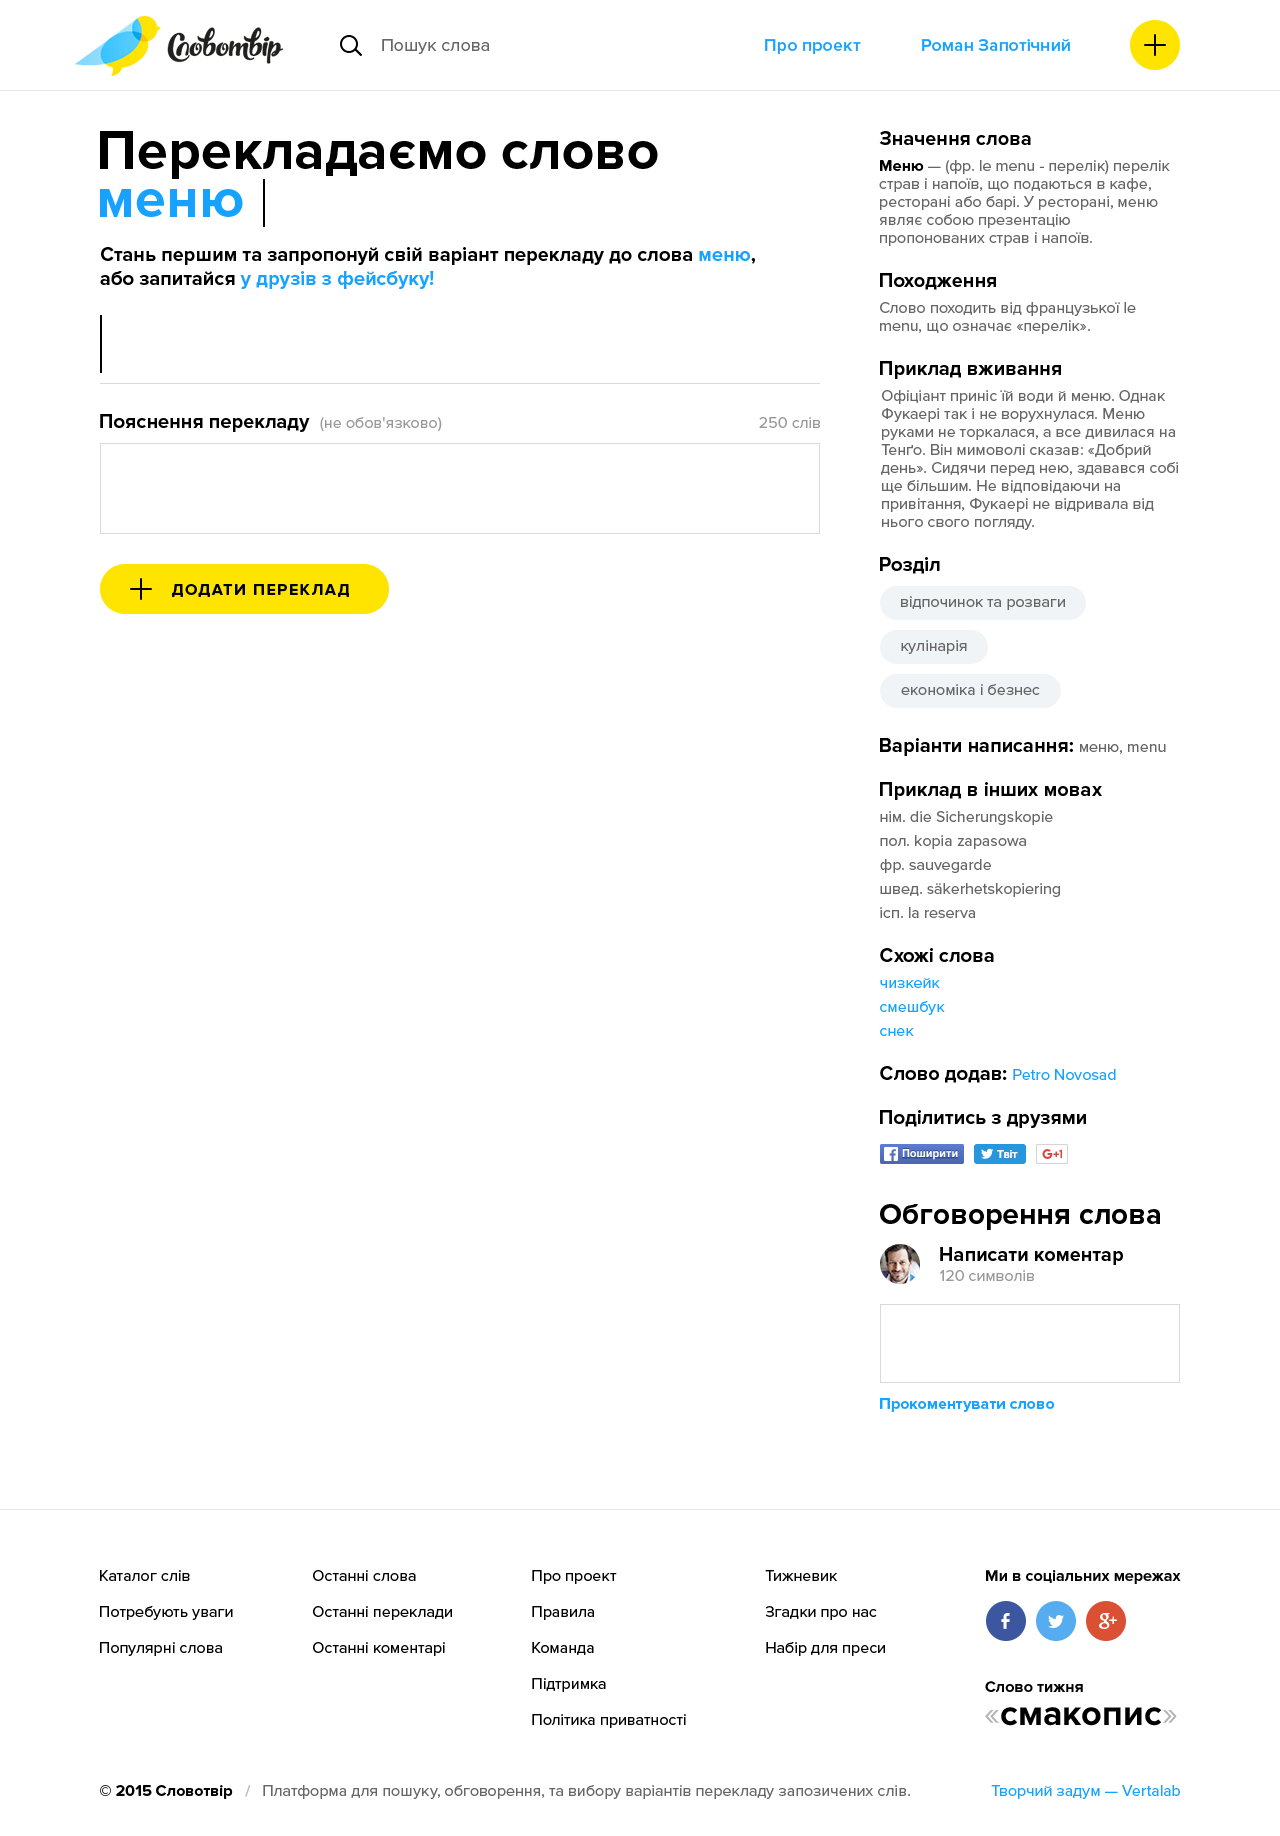 Словотвір
Пошук слова
Про проект
Роман Запотічний
Перекладаємо слово
меню
Стань першим та запропонуй свій варіант перекладу до слова меню,
або запитайся у друзів з фейсбуку!
Пояснення перекладу (не обов'язково)
250 слів
ДОДАТИ ПЕРЕКЛАД
Значення слова
Меню — (фр. le menu - перелік) перелік
страв і напоїв, що подаються в кафе,
ресторані або барі. У ресторані, меню
являє собою презентацію
пропонованих страв і напоїв.
Походження
Слово походить від французької le
menu, що означає «перелік».
Приклад вживання
Офіціант приніс їй води й меню. Однак
Фукаері так і не ворухнулася. Меню
руками не торкалася, а все дивилася на
Тенґо. Він мимоволі сказав: «Добрий
день». Сидячи перед нею, здавався собі
ще більшим. Не відповідаючи на
привітання, Фукаері не відривала від
нього свого погляду.
Розділ
відпочинок та розваги
кулінарія
економіка і безнес
Варіанти написання: меню, menu
Приклад в інших мовах
нім. die Sicherungskopie
пол. kopia zapasowa
фр. sauvegarde
швед. säkerhetskopiering
ісп. la reserva
Схожі слова
чизкейк
смешбук
снек
Слово додав: Petro Novosad
Поділитись з друзями
Поширити
Твіт
G+1
Обговорення слова
Написати коментар
120 символів
Прокоментувати слово
Каталог слів
Потребують уваги
Популярні слова
Останні слова
Останні переклади
Останні коментарі
Про проект
Правила
Команда
Підтримка
Політика приватності
Тижневик
Згадки про нас
Набір для преси
Ми в соціальних мережах
f
g+
Слово тижня
«смакопис»
© 2015 Словотвір / Платформа для пошуку, обговорення, та вибору варіантів перекладу запозичених слів.
Творчий задум — Vertalab